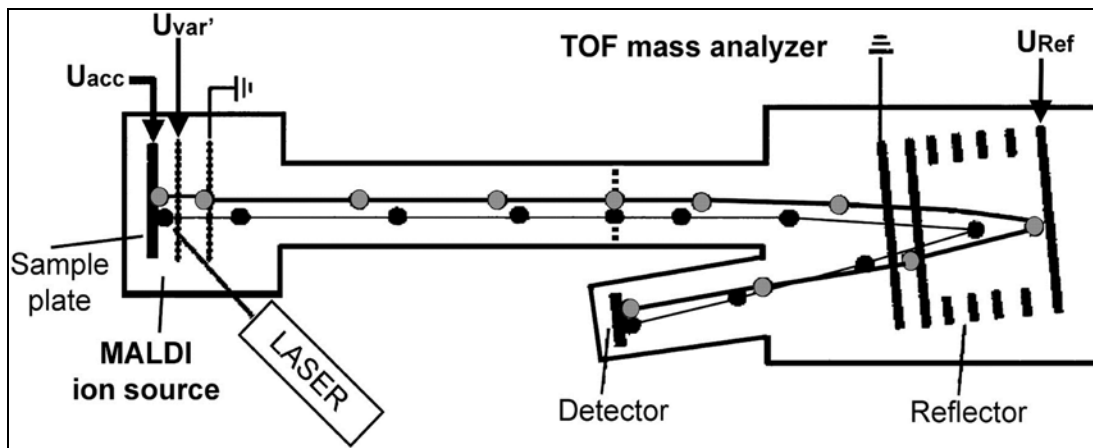 Uvar'
Uacc
TOF mass analyzer
URef
Sample
plate
MALDI
ion source
LASER
Detector
Reflector